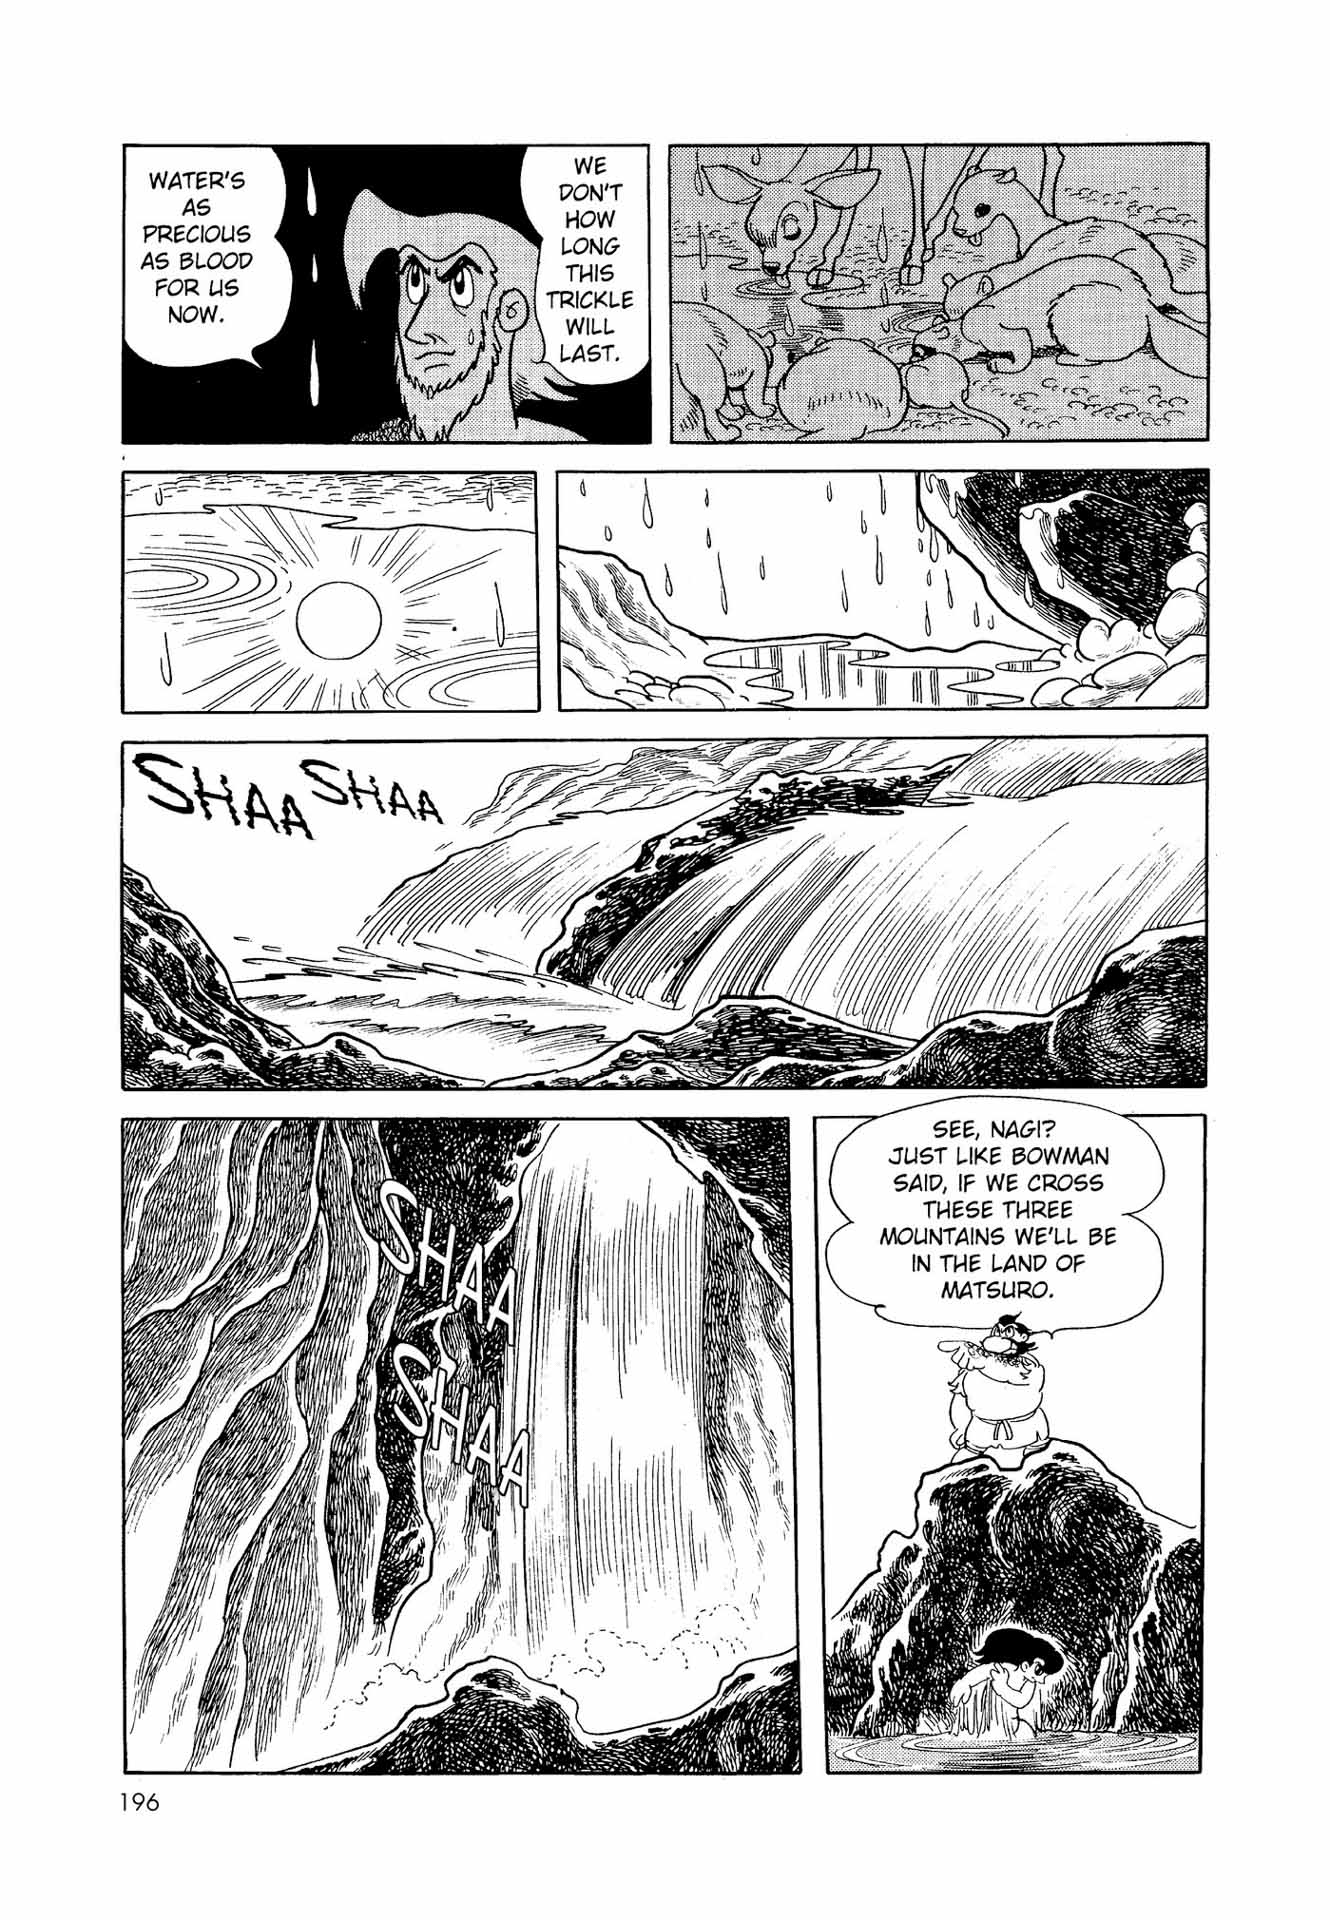 WATER'S
AS
PRECIOUS
AS BLOOD
FOR US
NOW.
WE
DON'T
HOW
LONG
THIS
TRICKLE
WILL
LAST.
SHAA SHAA
SHAA
SHAA
SEE, NAGI?
JUST LIKE BOWMAN
SAID, IF WE CROSS
THESE THREE
MOUNTAINS WE'LL BE
IN THE LAND OF
MATSURO.
196